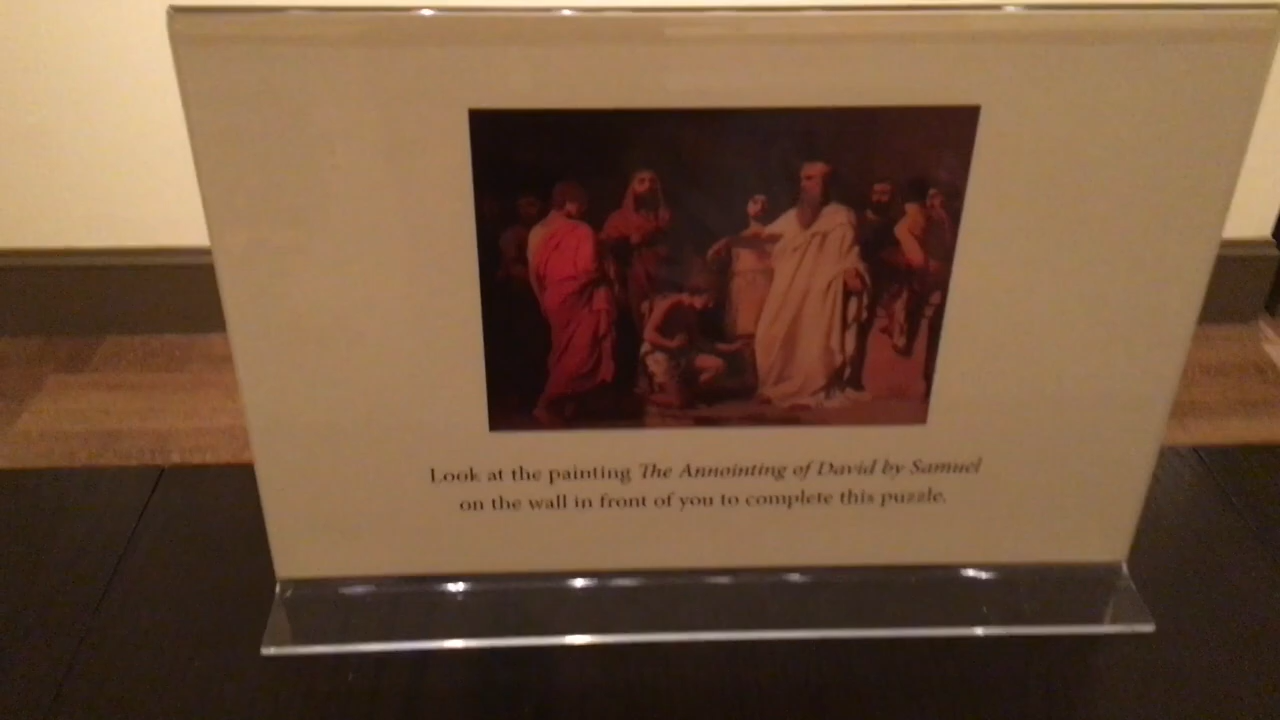 Look at the painting The Annointing of David by Samuel
on the wall in front of you to complete this puzzle.